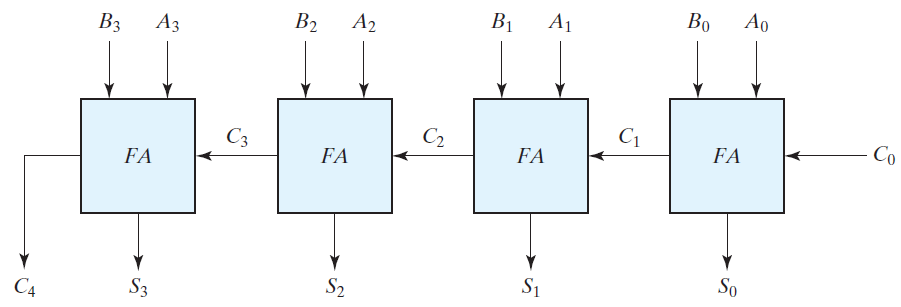 B₃ A₃ B₂ A₂ B₁ A₁ B₀ A₀
C₃ C₂ C₁
FA FA FA FA C₀
C₄ S₃ S₂ S₁ S₀